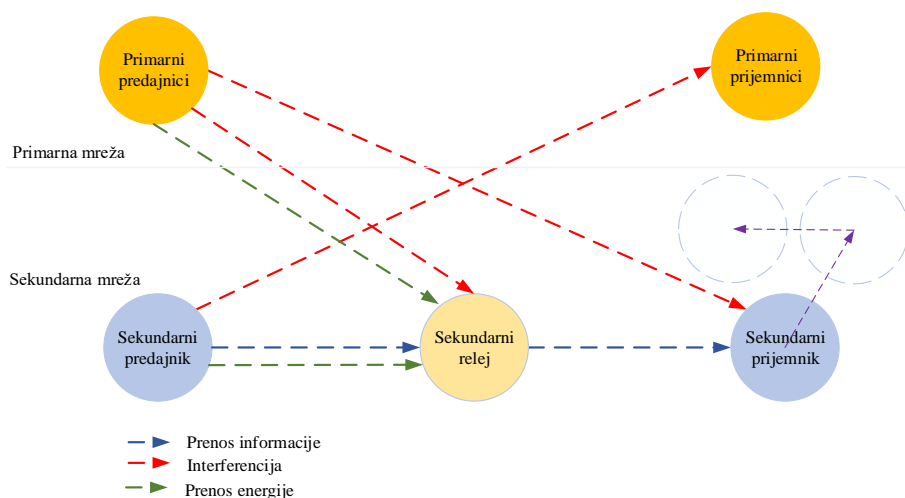 Primarni
predajnici
Primarni
prijemnici
Primarna mreža
Sekundarna mreža
Sekundarni
predajnik
Sekundarni
relej
Sekundarni
prijemnik
Prenos informacije
Interferencija
Prenos energije